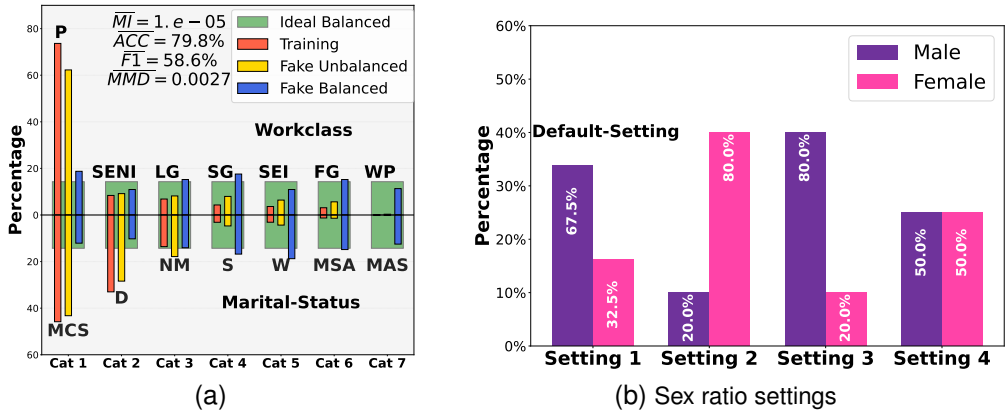 80
60
40
20
0
20
40
60
Percentage
P
MI = 1. e − 05
ACC = 79.8%
F1 = 58.6%
MMD = 0.0027
Ideal Balanced
Training
Fake Unbalanced
Fake Balanced
Workclass
SENI LG SG SEI FG WP
MCS D NM S W MSA MAS
Marital-Status
Cat 1 Cat 2 Cat 3 Cat 4 Cat 5 Cat 6 Cat 7
(a)
60%
50%
40%
30%
20%
10%
0%
Percentage
Male
Female
Default-Setting
67.5%
32.5%
20.0%
80.0%
80.0%
20.0%
50.0%
50.0%
Setting 1 Setting 2 Setting 3 Setting 4
(b) Sex ratio settings